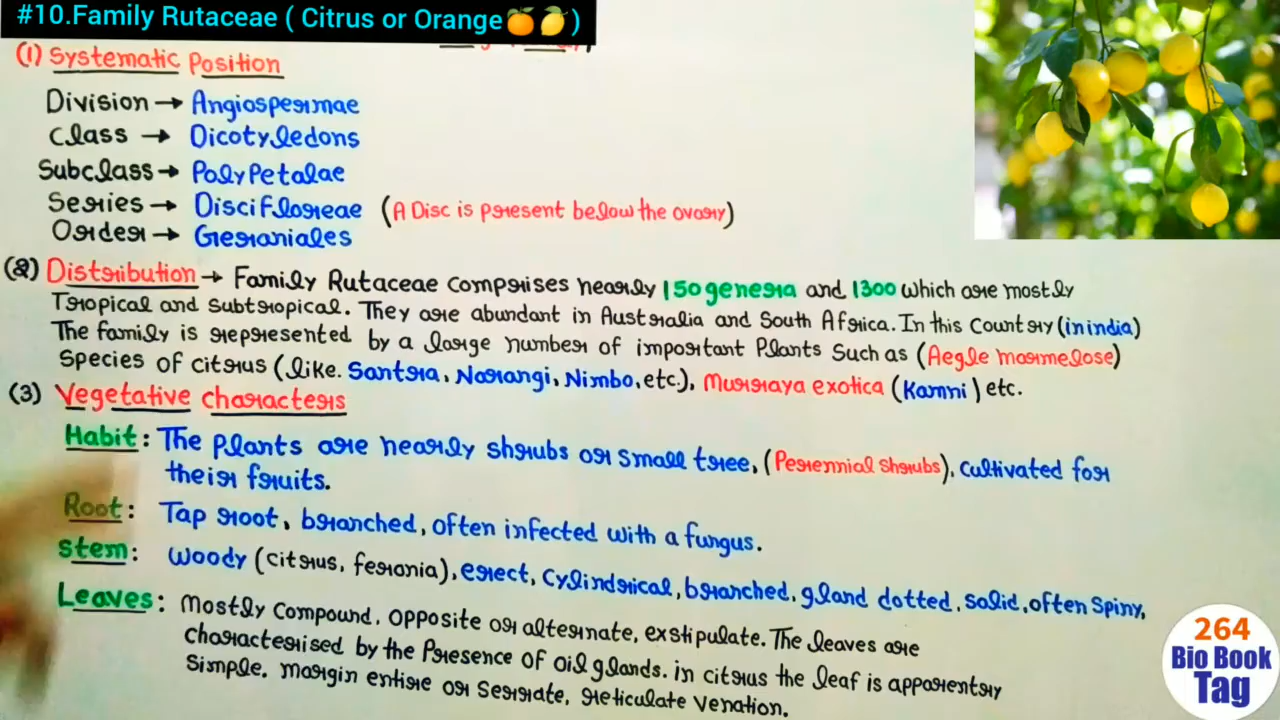 #10.Family Rutaceae ( Citrus or Orange🍊🍋 )
(1) Systematic Position
Division → Angiospermae
Class → Dicotyledons
Subclass → Polypetalae
Series → Discifloreae (A Disc is present below the ovary)
Order → Geraniales
(2) Distribution → Family Rutaceae comprises nearly 150 genera and 1300 which are mostly
Tropical and Subtropical. They are abundant in Australia and South Africa. In this Country (in india)
The family is represented by a large number of important Plants Such as (Aegle marmelose)
Species of citrus (like. Santra, Narangi, Nimbo, etc.), Murraya exotica (Kamni) etc.
(3) Vegetative characters
Habit: The plants are nearly shrubs or small tree, (Perennial Shrubs), cultivated for
their fruits.
Root: Tap root, branched, often infected with a fungus.
Stem: Woody (citrus, feronia), erect, Cylindrical, branched, gland dotted, solid, often Spiny,
Leaves: Mostly Compound, opposite or alternate, exstipulate. The leaves are
characterised by the Presence of oil glands. in citrus the leaf is apparentry
Simple. margin entire or Serrate, reticulate venation.
264
Bio Book
Tag